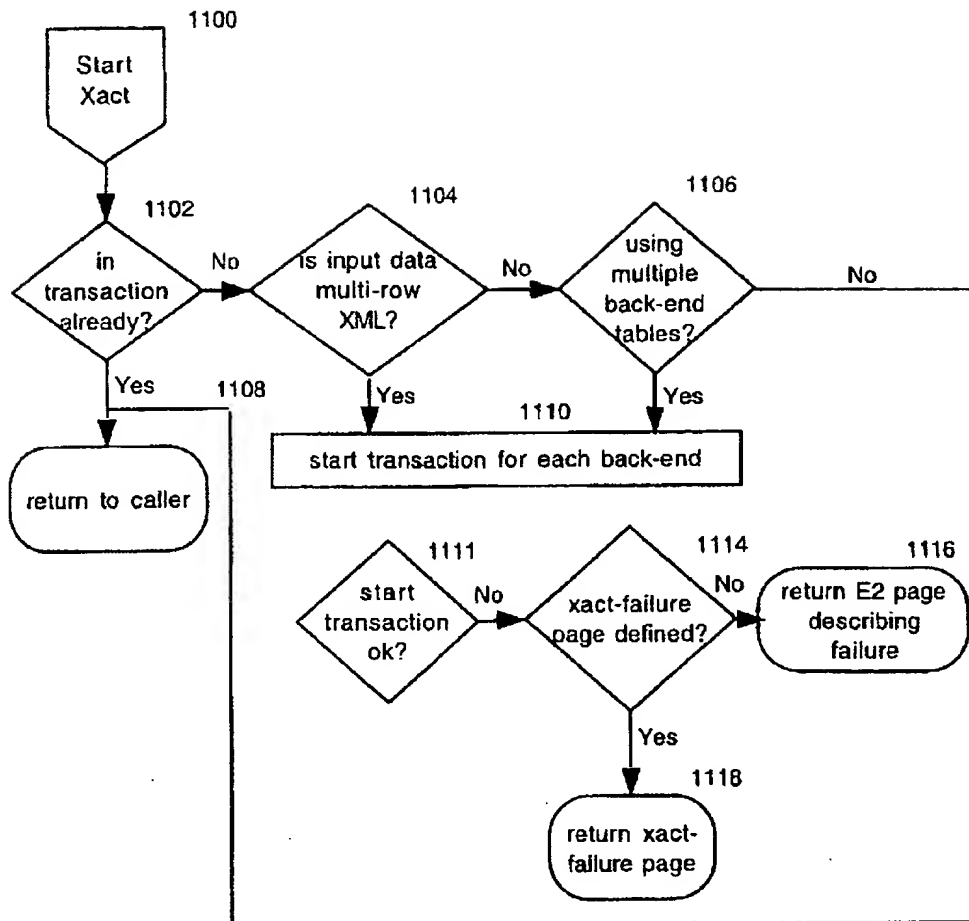 1100
Start
Xact
1102
in
transaction
already?
No
1104
is input data
multi-row
XML?
No
1106
using
multiple
back-end
tables?
No
Yes
1108
return to caller
Yes
Yes
1110
start transaction for each back-end
1111
start
transaction
ok?
No
1114
xact-failure
page defined?
No
1116
return E2 page
describing
failure
Yes
1118
return xact-
failure page